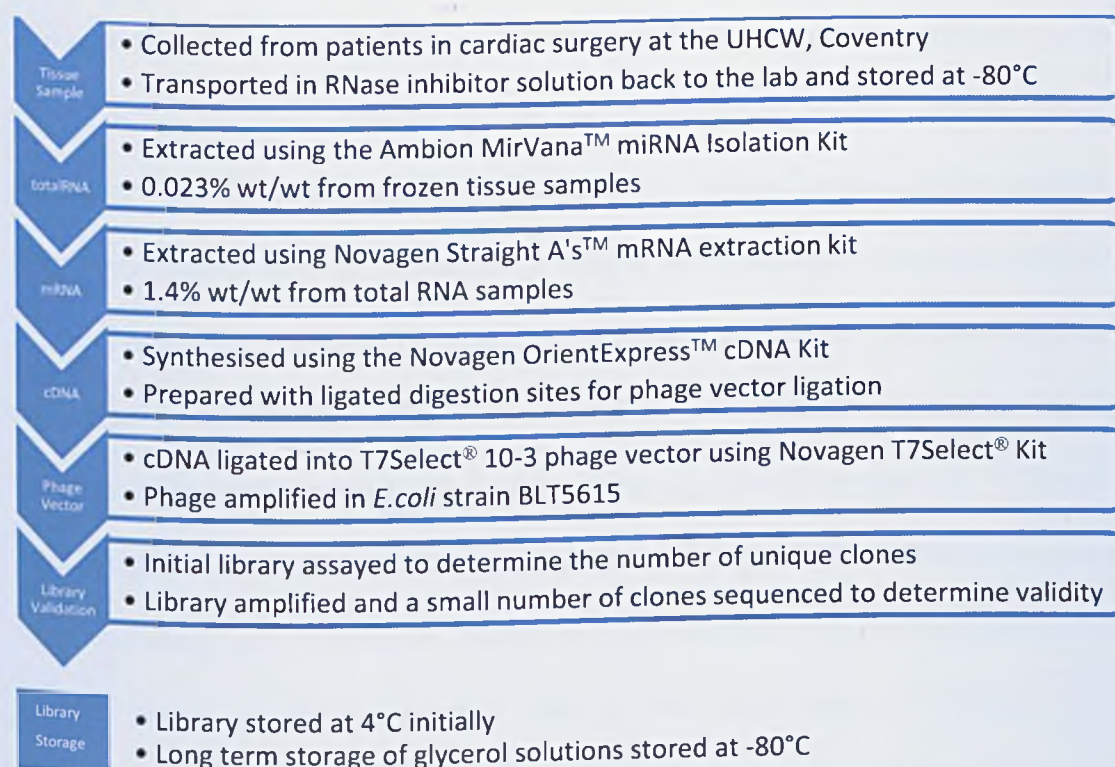 Tissue
Sample
• Collected from patients in cardiac surgery at the UHCW, Coventry
• Transported in RNase inhibitor solution back to the lab and stored at -80°C
totalRNA
• Extracted using the Ambion MirVana™ miRNA Isolation Kit
• 0.023% wt/wt from frozen tissue samples
mRNA
• Extracted using Novagen Straight A's™ mRNA extraction kit
• 1.4% wt/wt from total RNA samples
cDNA
• Synthesised using the Novagen OrientExpress™ cDNA Kit
• Prepared with ligated digestion sites for phage vector ligation
Phage
Vector
• cDNA ligated into T7Select® 10-3 phage vector using Novagen T7Select® Kit
• Phage amplified in E.coli strain BLT5615
Library
Validation
• Initial library assayed to determine the number of unique clones
• Library amplified and a small number of clones sequenced to determine validity
Library
Storage
• Library stored at 4°C initially
• Long term storage of glycerol solutions stored at -80°C